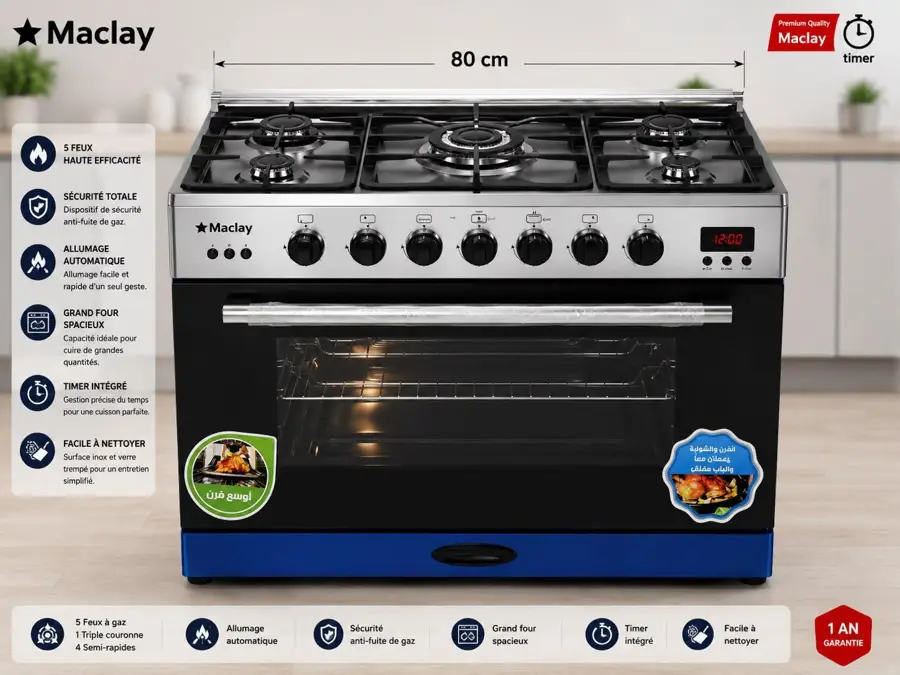 ★ Maclay
Premium Quality
Maclay
timer
80 cm
5 FEUX
HAUTE EFFICACITÉ
SÉCURITÉ TOTALE
Dispositif de sécurité
anti-fuite de gaz.
ALLUMAGE
AUTOMATIQUE
Allumage facile et
rapide d'un seul geste.
GRAND FOUR
SPACIEUX
Capacité idéale pour
cuire de grandes
quantités.
TIMER INTÉGRÉ
Gestion précise du temps
pour une cuisson parfaite.
FACILE À NETTOYER
Surface inox et verre
trempé pour un entretien
simplifié.
★ Maclay
12:00
أوسع فرن
الفرن والشواية
يعملان معاً
والباب مغلق
5 Feux à gaz
1 Triple couronne
4 Semi-rapides
Allumage
automatique
Sécurité
anti-fuite de gaz
Grand four
spacieux
Timer
intégré
Facile à
nettoyer
1 AN
GARANTIE